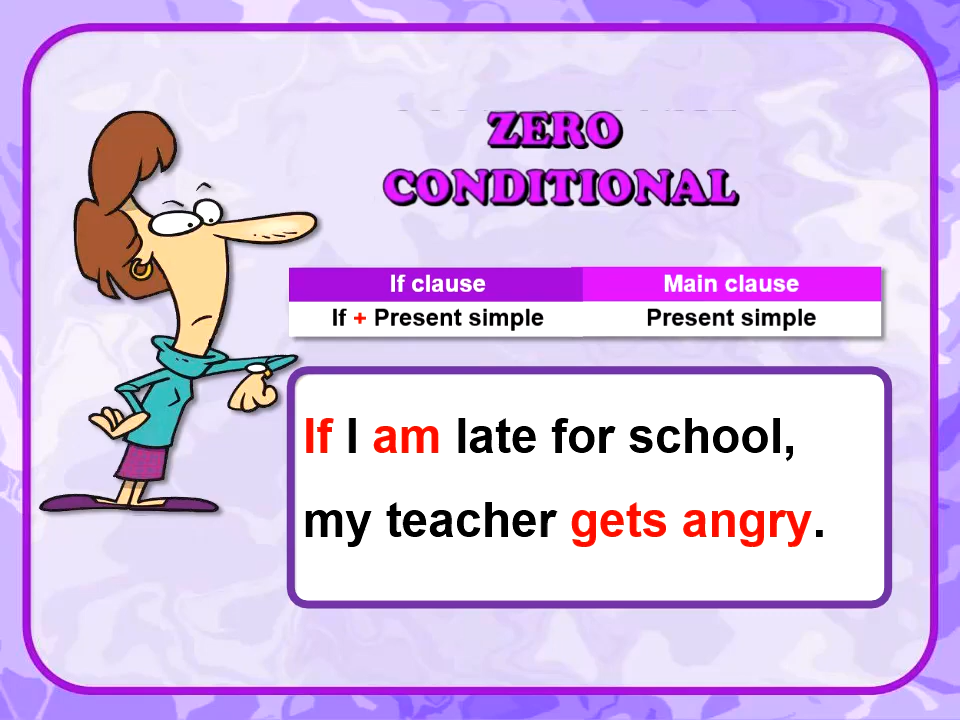 ZERO
CONDITIONAL
If clause Main clause
If + Present simple Present simple
If I am late for school,
my teacher gets angry.